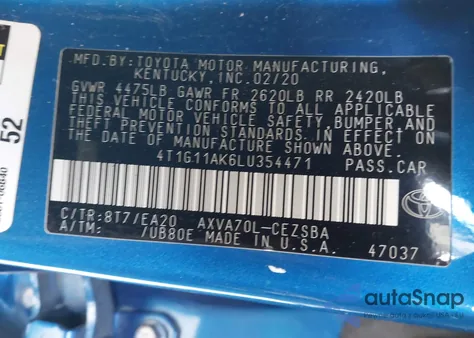 MFD. BY: TOYOTA MOTOR MANUFACTURING,
KENTUCKY, INC. 02/20
GVWR 4475LB GAWR FR 2620LB RR 2420LB
THIS VEHICLE CONFORMS TO ALL APPLICABLE
FEDERAL MOTOR VEHICLE SAFETY, BUMPER AND
THEFT PREVENTION STANDARDS IN EFFECT ON
THE DATE OF MANUFACTURE SHOWN ABOVE.
4T1G11AK6LU354471 PASS.CAR
C/TR:8T7/EA20 AXVA70L-CEZSBA
A/TM: /UB80E MADE IN U.S.A.
47037
TOYOTA
52
autoSnap